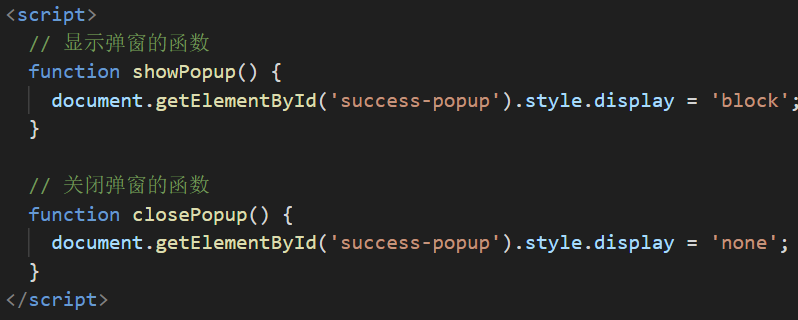 <script>
// 显示弹窗的函数
function showPopup() {
document.getElementById('success-popup').style.display = 'block';
}
// 关闭弹窗的函数
function closePopup() {
document.getElementById('success-popup').style.display = 'none';
}
</script>